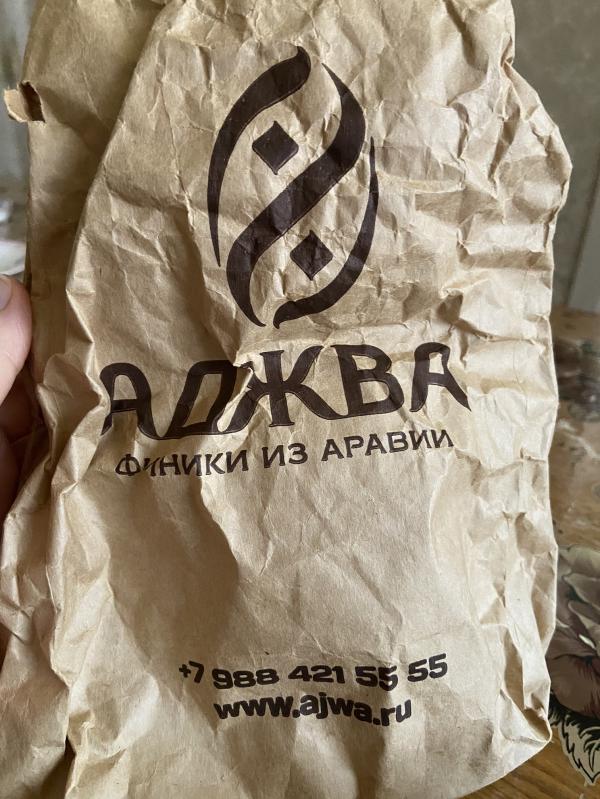 АДЖВА
ФИНИКИ ИЗ АРАВИИ
+7 988 421 55 55
www.ajwa.ru